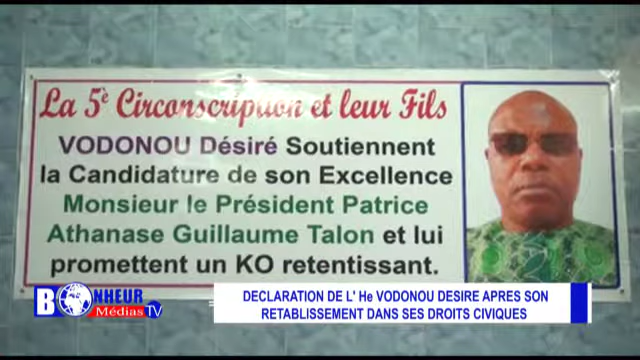 La 5è Circonscription et leur Fils
VODONOU Désiré Soutiennent
la Candidature de son Excellence
Monsieur le Président Patrice
Athanase Guillaume Talon et lui
promettent un KO retentissant.
BONHEUR
Médias TV
DECLARATION DE L' He VODONOU DESIRE APRES SON
RETABLISSEMENT DANS SES DROITS CIVIQUES